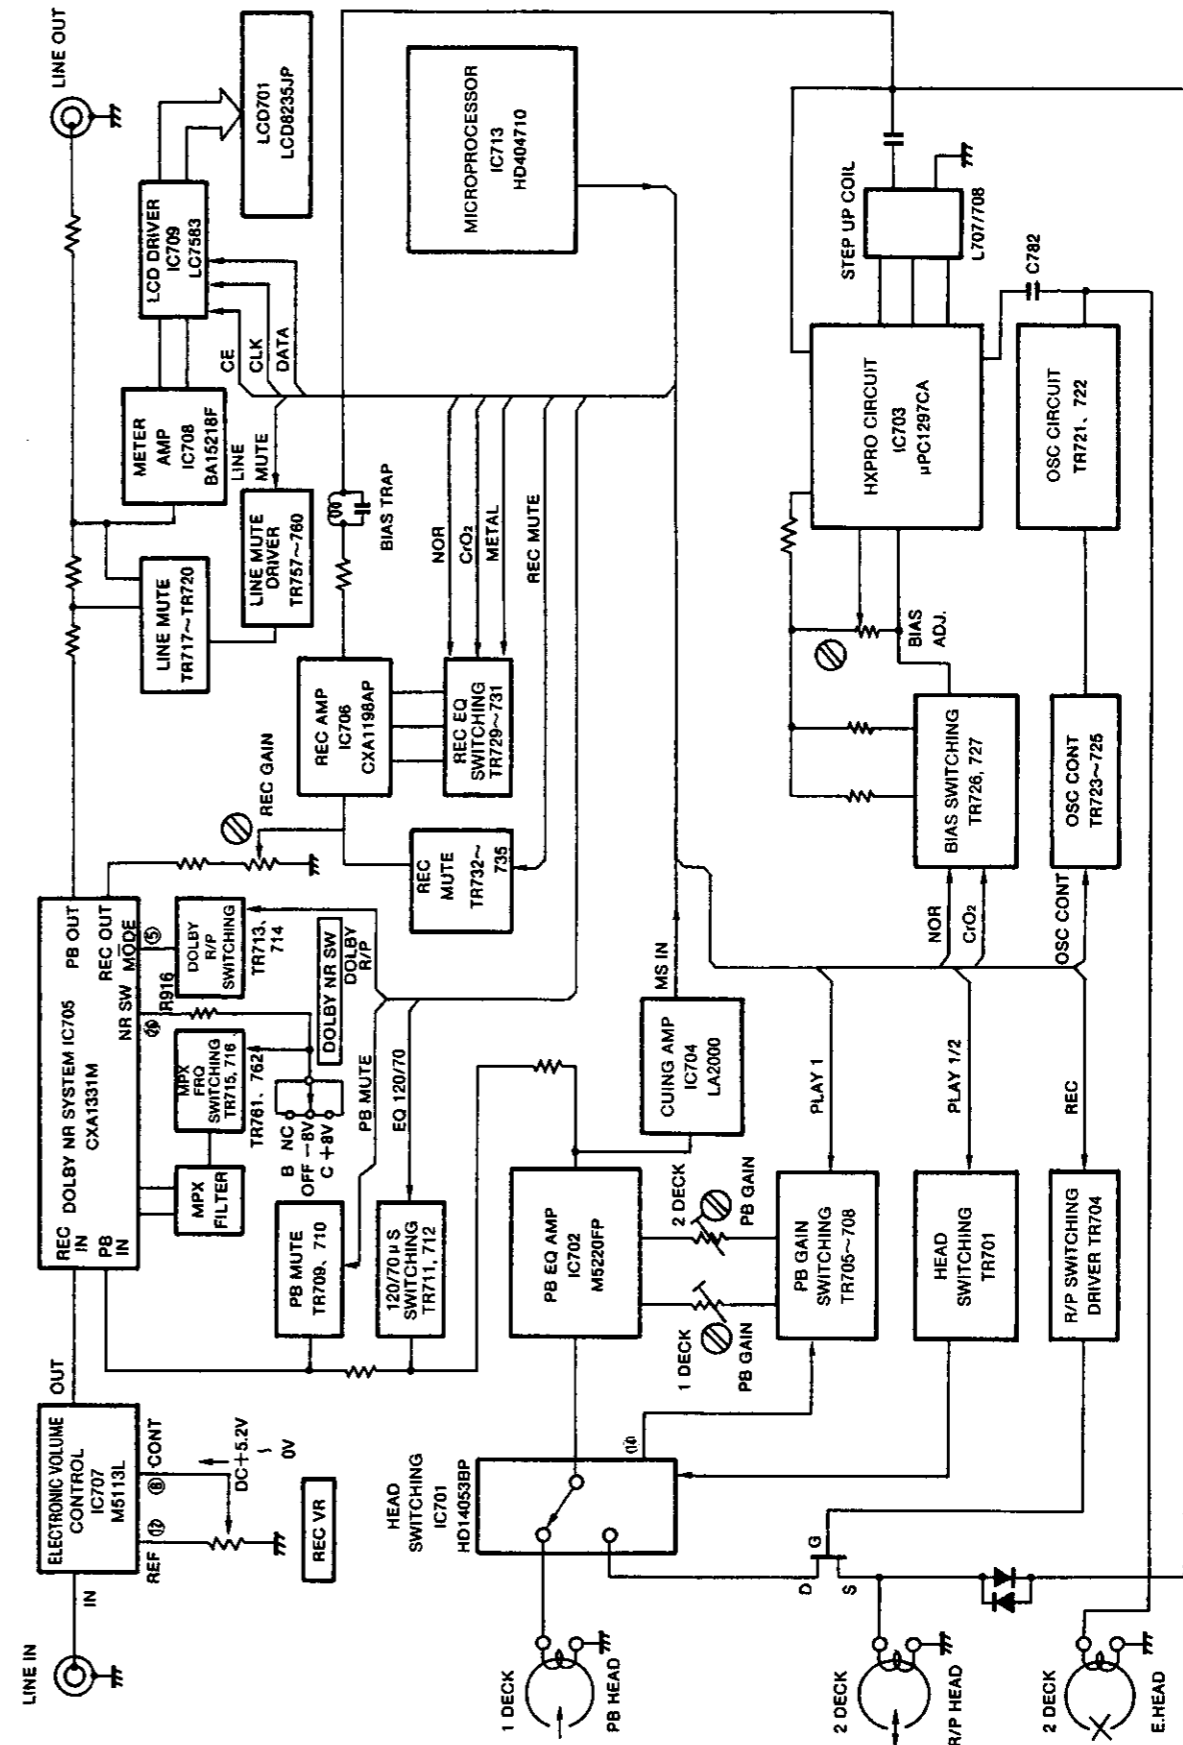 LINE IN
IN
ELECTRONIC VOLUME
CONTROL
IC707
M5113L
REF ⑫
⑧ CONT
OUT
DC+5.2V
~
0V
REC VR
REC
IN
PB
IN
DOLBY NR SYSTEM IC705
CXA1331M
PB OUT
REC OUT
NR SW
MODE
⑤
R916
MPX
FILTER
MPX
FRQ
SWITCHING
TR715, 716
TR761、762
DOLBY
R/P
SWITCHING
TR713、
714
B NC
OFF -8V
C +8V
DOLBY NR SW
DOLBY
R/P
PB MUTE
EQ 120/70
PB MUTE
TR709、710
120/70μS
SWITCHING
TR711, 712
LINE OUT
LINE MUTE
TR717~TR720
LINE MUTE
DRIVER
TR757~760
LINE
MUTE
METER
AMP
IC708
BA15218F
LCD DRIVER
IC709
LC7583
LCD701
LCD8235JP
CE
CLK
DATA
REC GAIN
REC AMP
IC706
CXA1198AP
BIAS TRAP
REC EQ
SWITCHING
TR729~731
NOR
CrO₂
METAL
REC MUTE
REC
MUTE
TR732~
735
MICROPROCESSOR
IC713
HD404710
HEAD
SWITCHING
IC701
HD14053BP
PB EQ AMP
IC702
M5220FP
CUING AMP
IC704
LA2000
MS IN
1 DECK
PB GAIN
2 DECK
PB GAIN
PB GAIN
SWITCHING
TR705~708
PLAY 1
HEAD
SWITCHING
TR701
PLAY 1/2
R/P SWITCHING
DRIVER TR704
REC
NOR
CrO₂
OSC CONT
BIAS SWITCHING
TR726, 727
OSC CONT
TR723~725
BIAS
ADJ.
HXPRO CIRCUIT
IC703
μPC1297CA
OSC CIRCUIT
TR721、722
STEP UP COIL
L707/708
C782
D
G
S
1 DECK
PB HEAD
2 DECK
R/P HEAD
2 DECK
E.HEAD